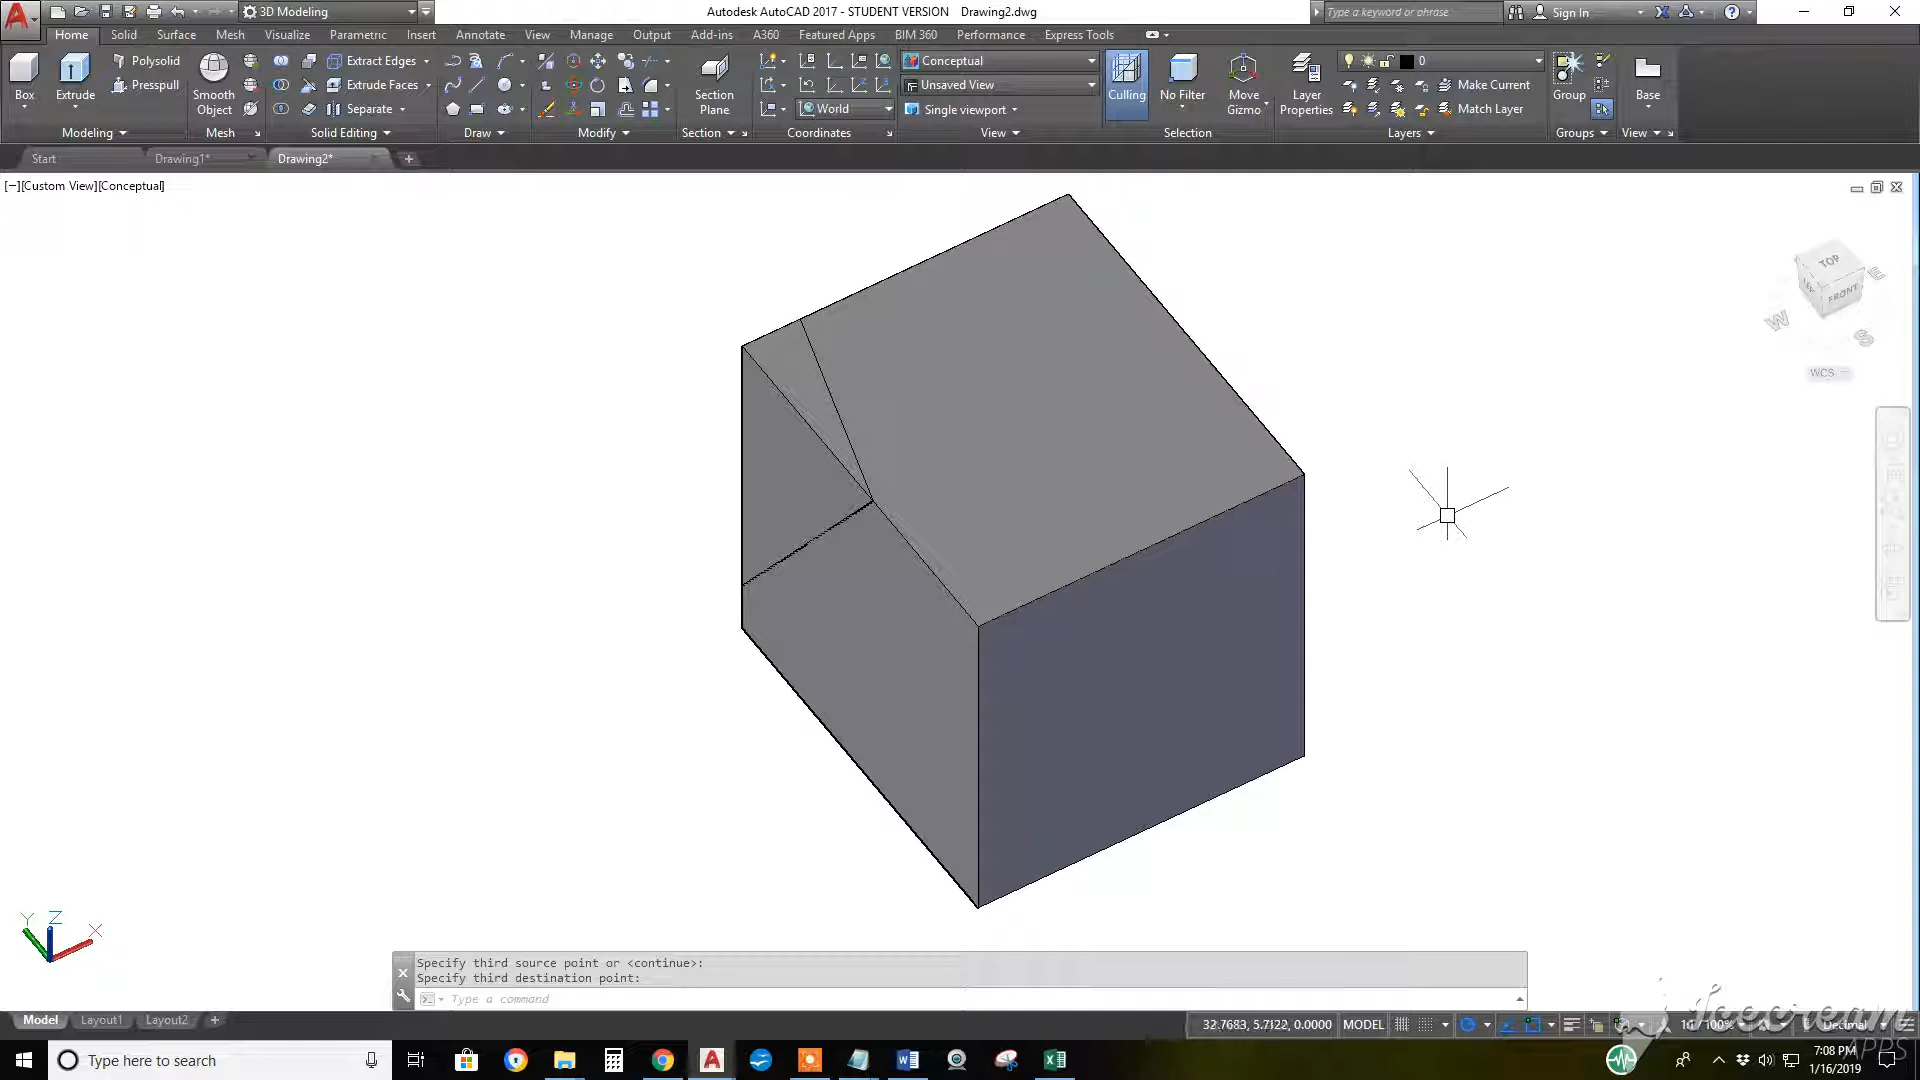 3D Modeling
Autodesk AutoCAD 2017 - STUDENT VERSION Drawing2.dwg
Type a keyword or phrase
Sign In
Home Solid Surface Mesh Visualize Parametric Insert Annotate View Manage Output Add-ins A360 Featured Apps BIM 360 Performance Express Tools
Polysolid Extract Edges Conceptual 0
Presspull Extrude Faces Unsaved View Make Current
Box Extrude Smooth Object Separate Section Plane World Single viewport Culling No Filter Move Gizmo Layer Properties Match Layer Group Base
Modeling Mesh Solid Editing Draw Modify Section Coordinates View Selection Layers Groups View
Start Drawing1* Drawing2*
[−][Custom View][Conceptual]
TOP
FRONT
E
W
S
WCS
Y Z X
Specify third source point or <continue>:
Specify third destination point:
Type a command
Model Layout1 Layout2
32.7683, 5.7122, 0.0000 MODEL
Decimal
Icecream
APPS
Type here to search
7:08 PM
1/16/2019